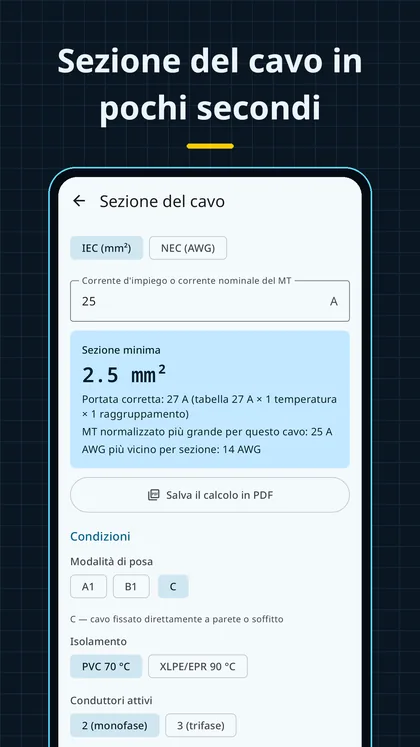 Sezione del cavo in
pochi secondi
Sezione del cavo
IEC (mm²)
NEC (AWG)
Corrente d'impiego o corrente nominale del MT
25
A
Sezione minima
2.5 mm²
Portata corretta: 27 A (tabella 27 A × 1 temperatura
× 1 raggruppamento)
MT normalizzato più grande per questo cavo: 25 A
AWG più vicino per sezione: 14 AWG
Salva il calcolo in PDF
Condizioni
Modalità di posa
A1
B1
C
C — cavo fissato direttamente a parete o soffitto
Isolamento
PVC 70 °C
XLPE/EPR 90 °C
Conduttori attivi
2 (monofase)
3 (trifase)